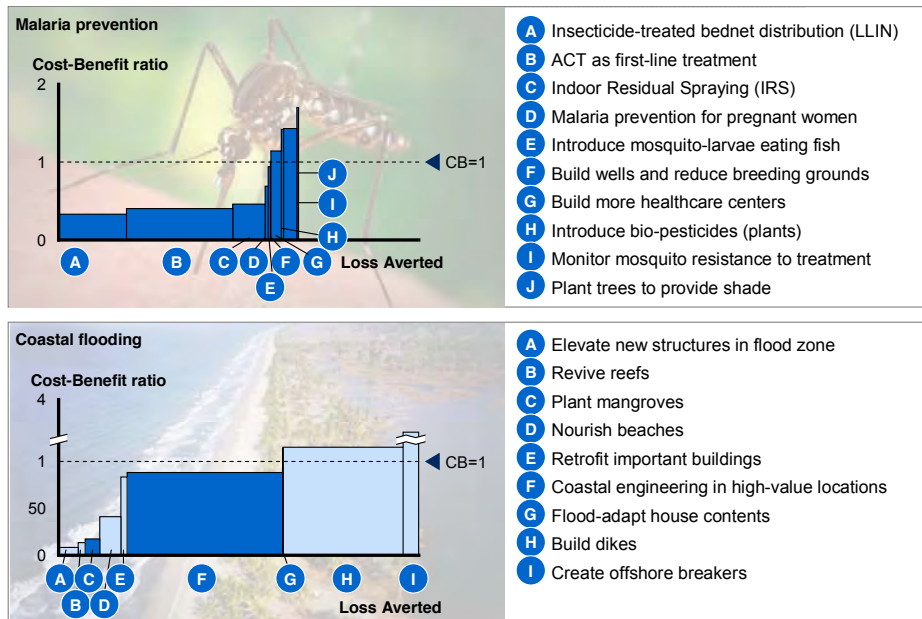 Malaria prevention
Cost-Benefit ratio
2
1
0
CB=1
J
I
H
A B C D F G Loss Averted
E
A Insecticide-treated bednet distribution (LLIN)
B ACT as first-line treatment
C Indoor Residual Spraying (IRS)
D Malaria prevention for pregnant women
E Introduce mosquito-larvae eating fish
F Build wells and reduce breeding grounds
G Build more healthcare centers
H Introduce bio-pesticides (plants)
I Monitor mosquito resistance to treatment
J Plant trees to provide shade
Coastal flooding
Cost-Benefit ratio
4
1
50
0
CB=1
A C E F G H I
B D Loss Averted
A Elevate new structures in flood zone
B Revive reefs
C Plant mangroves
D Nourish beaches
E Retrofit important buildings
F Coastal engineering in high-value locations
G Flood-adapt house contents
H Build dikes
I Create offshore breakers